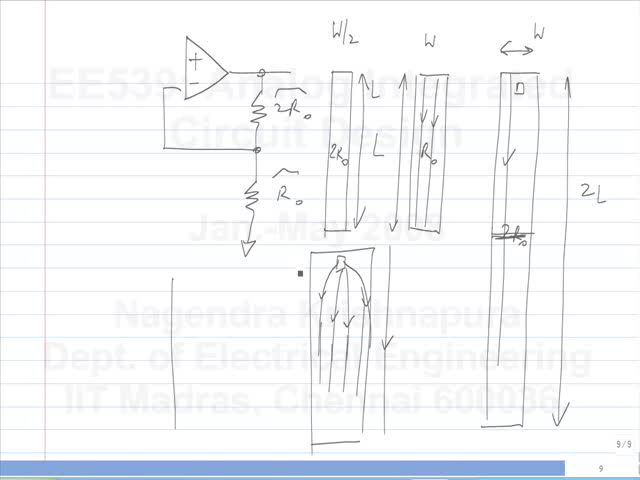 EE539: Analog Integrated
Circuit Design
Jan.-May 2008
Nagendra Krishnapura
Dept. of Electrical Engineering
IIT Madras, Chennai 600036
+
−
2R₀
R₀
W/2
L
2R₀
L
W
R₀
W
2R₀
2L
9/9
9